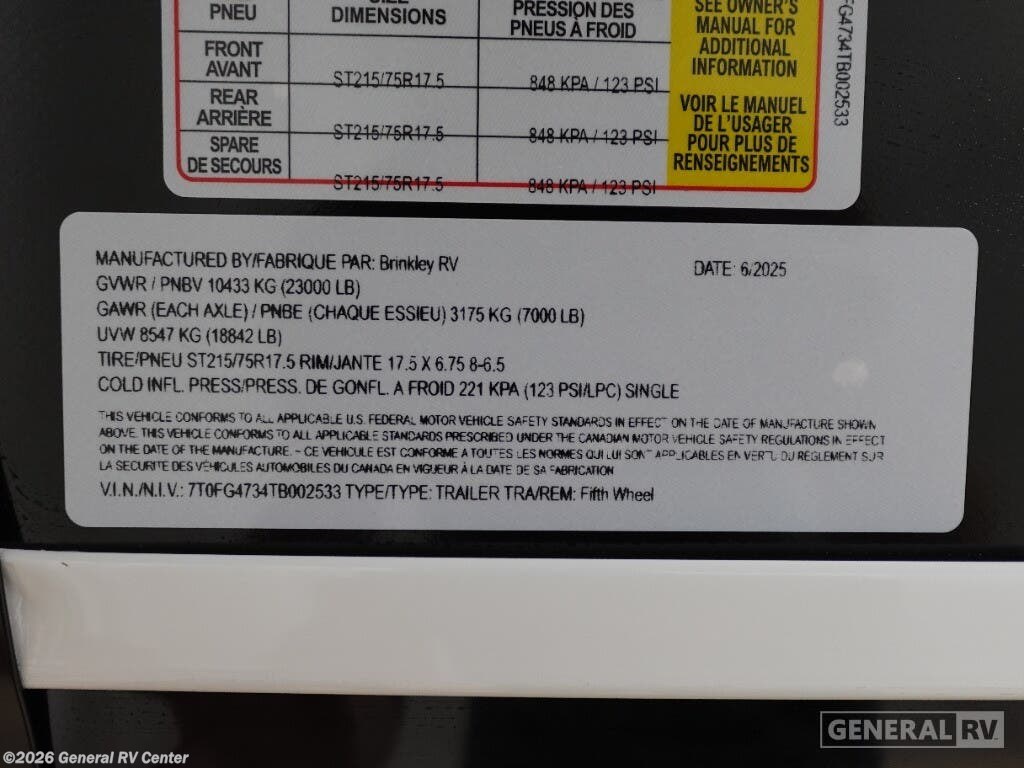 PNEU
SIZE
DIMENSIONS
PRESSION DES
PNEUS À FROID
SEE OWNER'S
MANUAL FOR
ADDITIONAL
INFORMATION
FRONT
AVANT
ST215/75R17.5
848 KPA / 123 PSI
REAR
ARRIÈRE
ST215/75R17.5
848 KPA / 123 PSI
SPARE
DE SECOURS
ST215/75R17.5
848 KPA / 123 PSI
VOIR LE MANUEL
DE L'USAGER
POUR PLUS DE
RENSEIGNEMENTS
FG4734TB002533
MANUFACTURED BY/FABRIQUE PAR: Brinkley RV
DATE: 6/2025
GVWR / PNBV 10433 KG (23000 LB)
GAWR (EACH AXLE) / PNBE (CHAQUE ESSIEU) 3175 KG (7000 LB)
UVW 8547 KG (18842 LB)
TIRE/PNEU ST215/75R17.5 RIM/JANTE 17.5 X 6.75 8-6.5
COLD INFL. PRESS/PRESS. DE GONFL. A FROID 221 KPA (123 PSI/LPC) SINGLE
THIS VEHICLE CONFORMS TO ALL APPLICABLE U.S. FEDERAL MOTOR VEHICLE SAFETY STANDARDS IN EFFECT ON THE DATE OF MANUFACTURE SHOWN
ABOVE. THIS VEHICLE CONFORMS TO ALL APPLICABLE STANDARDS PRESCRIBED UNDER THE CANADIAN MOTOR VEHICLE SAFETY REGULATIONS IN EFFECT
ON THE DATE OF THE MANUFACTURE. - CE VEHICULE EST CONFORME A TOUTES LES NORMES QUI LUI SONT APPLICABLES EN VERTU DU RÈGLEMENT SUR
LA SECURITE DES VÉHICULES AUTOMOBILES DU CANADA EN VIGUEUR À LA DATE DE SA FABRICATION
V.I.N./N.I.V.: 7T0FG4734TB002533 TYPE/TYPE: TRAILER TRA/REM: Fifth Wheel
GENERAL RV
©2026 General RV Center